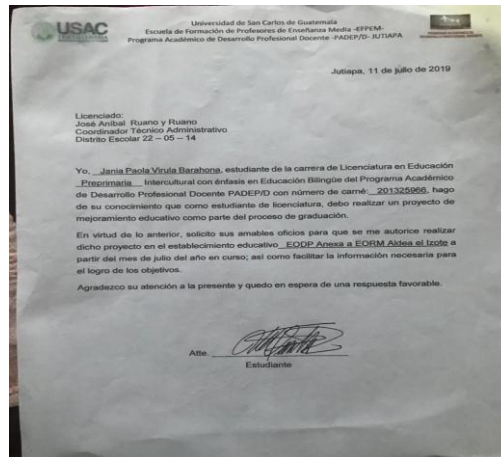 USAC
Universidad de San Carlos de Guatemala
Escuela de Formación de Profesores de Enseñanza Media -EFPEM-
Programa Académico de Desarrollo Profesional Docente -PADEP/D- JUTIAPA
Jutiapa, 11 de julio de 2019
Licenciado:
José Aníbal Ruano y Ruano
Coordinador Técnico Administrativo
Distrito Escolar 22 – 05 – 14
Yo, Jania Paola Virula Barahona, estudiante de la carrera de Licenciatura en Educación
Preprimaria Intercultural con énfasis en Educación Bilingüe del Programa Académico
de Desarrollo Profesional Docente PADEP/D con número de carné: 201325966, hago
de su conocimiento que como estudiante de licenciatura, debo realizar un proyecto de
mejoramiento educativo como parte del proceso de graduación.
En virtud de lo anterior, solicito sus amables oficios para que se me autorice realizar
dicho proyecto en el establecimiento educativo EODP Anexa a EORM Aldea el Izote a
partir del mes de julio del año en curso; así como facilitar la información necesaria para
el logro de los objetivos.
Agradezco su atención a la presente y quedo en espera de una respuesta favorable.
Atte.
Estudiante